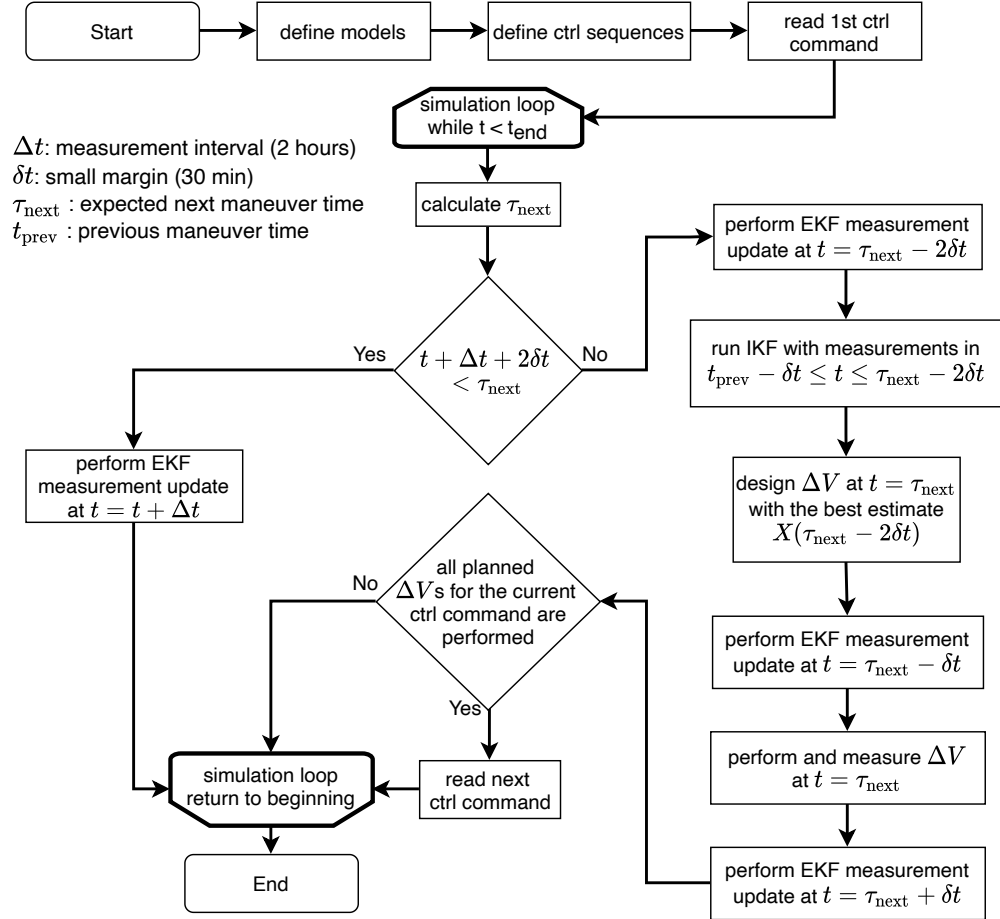 Start
define models
define ctrl sequences
read 1st ctrl
command
simulation loop
while t < t_end
Δt: measurement interval (2 hours)
δt: small margin (30 min)
τ_next : expected next maneuver time
t_prev : previous maneuver time
calculate τ_next
t + Δt + 2δt
< τ_next
Yes
No
perform EKF
measurement update
at t = t + Δt
perform EKF measurement
update at t = τ_next − 2δt
run IKF with measurements in
t_prev − δt ≤ t ≤ τ_next − 2δt
design ΔV at t = τ_next
with the best estimate
X(τ_next − 2δt)
perform EKF measurement
update at t = τ_next − δt
perform and measure ΔV
at t = τ_next
perform EKF measurement
update at t = τ_next + δt
all planned
ΔVs for the current
ctrl command are
performed
No
Yes
read next
ctrl command
simulation loop
return to beginning
End